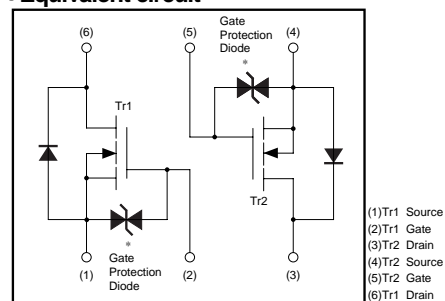 Equivalent circuit
(6)
(5)
Gate
Protection
Diode
(4)
*
Tr1
Tr2
*
Gate
Protection
Diode
(1)
(2)
(3)
(1)Tr1 Source
(2)Tr1 Gate
(3)Tr2 Drain
(4)Tr2 Source
(5)Tr2 Gate
(6)Tr1 Drain